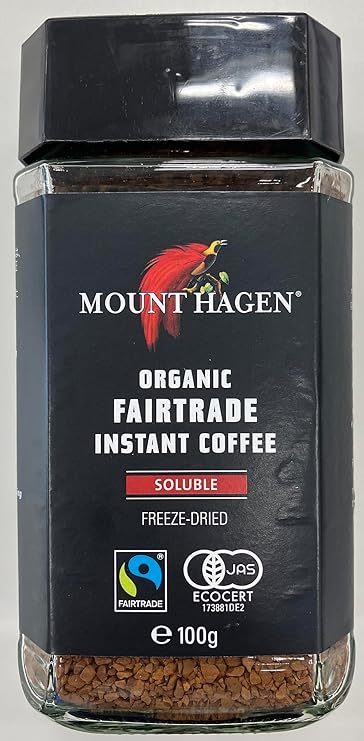 MOUNT HAGEN®
ORGANIC
FAIRTRADE
INSTANT COFFEE
SOLUBLE
FREEZE-DRIED
®
FAIRTRADE
JAS
ECOCERT
173881DE2
℮ 100g